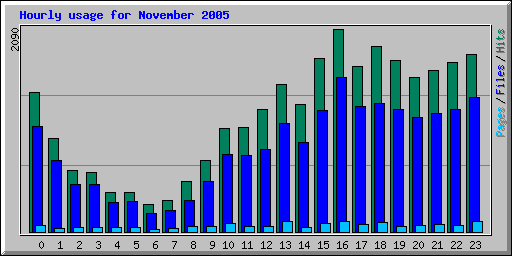 Hourly usage for November 2005
2090
Pages / Files / Hits
0 1 2 3 4 5 6 7 8 9 10 11 12 13 14 15 16 17 18 19 20 21 22 23